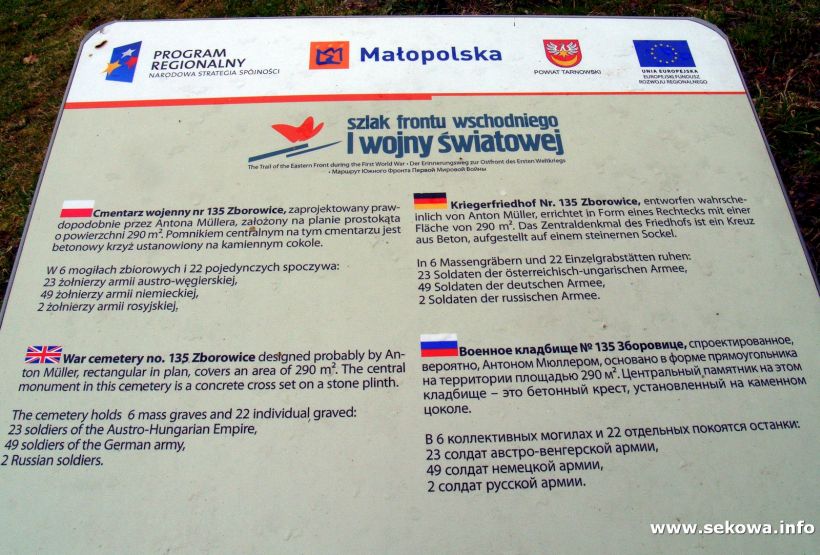 PROGRAM
REGIONALNY
NARODOWA STRATEGIA SPÓJNOŚCI
Małopolska
POWIAT TARNOWSKI
UNIA EUROPEJSKA
EUROPEJSKI FUNDUSZ
ROZWOJU REGIONALNEGO
szlak frontu wschodniego
I wojny światowej
The Trail of the Eastern Front during the First World War • Der Erinnerungsweg zur Ostfront des Ersten Weltkriegs
• Маршрут Южного Фронта Первой Мировой Войны
Cmentarz wojenny nr 135 Zborowice, zaprojektowany praw-
dopodobnie przez Antona Müllera, założony na planie prostokąta
o powierzchni 290 m². Pomnikiem centralnym na tym cmentarzu jest
betonowy krzyż ustanowiony na kamiennym cokole.
W 6 mogiłach zbiorowych i 22 pojedynczych spoczywa:
23 żołnierzy armii austro-węgierskiej,
49 żołnierzy armii niemieckiej,
2 żołnierzy armii rosyjskiej,
Kriegerfriedhof Nr. 135 Zborowice, entworfen wahrsche-
inlich von Anton Müller, errichtet in Form eines Rechtecks mit einer
Fläche von 290 m². Das Zentraldenkmal des Friedhofs ist ein Kreuz
aus Beton, aufgestellt auf einem steinernen Sockel.
In 6 Massengräbern und 22 Einzelgrabstätten ruhen:
23 Soldaten der österreichisch-ungarischen Armee,
49 Soldaten der deutschen Armee,
2 Soldaten der russischen Armee.
War cemetery no. 135 Zborowice designed probably by An-
ton Müller, rectangular in plan, covers an area of 290 m². The central
monument in this cemetery is a concrete cross set on a stone plinth.
The cemetery holds 6 mass graves and 22 individual graved:
23 soldiers of the Austro-Hungarian Empire,
49 soldiers of the German army,
2 Russian soldiers.
Военное кладбище № 135 Зборовице, спроектированное,
вероятно, Антоном Мюллером, основано в форме прямоугольника
на территории площадью 290 м². Центральный памятник на этом
кладбище – это бетонный крест, установленный на каменном
цоколе.
В 6 коллективных могилах и 22 отдельных покоятся останки:
23 солдат австро-венгерской армии,
49 солдат немецкой армии,
2 солдат русской армии.
www.sekowa.info